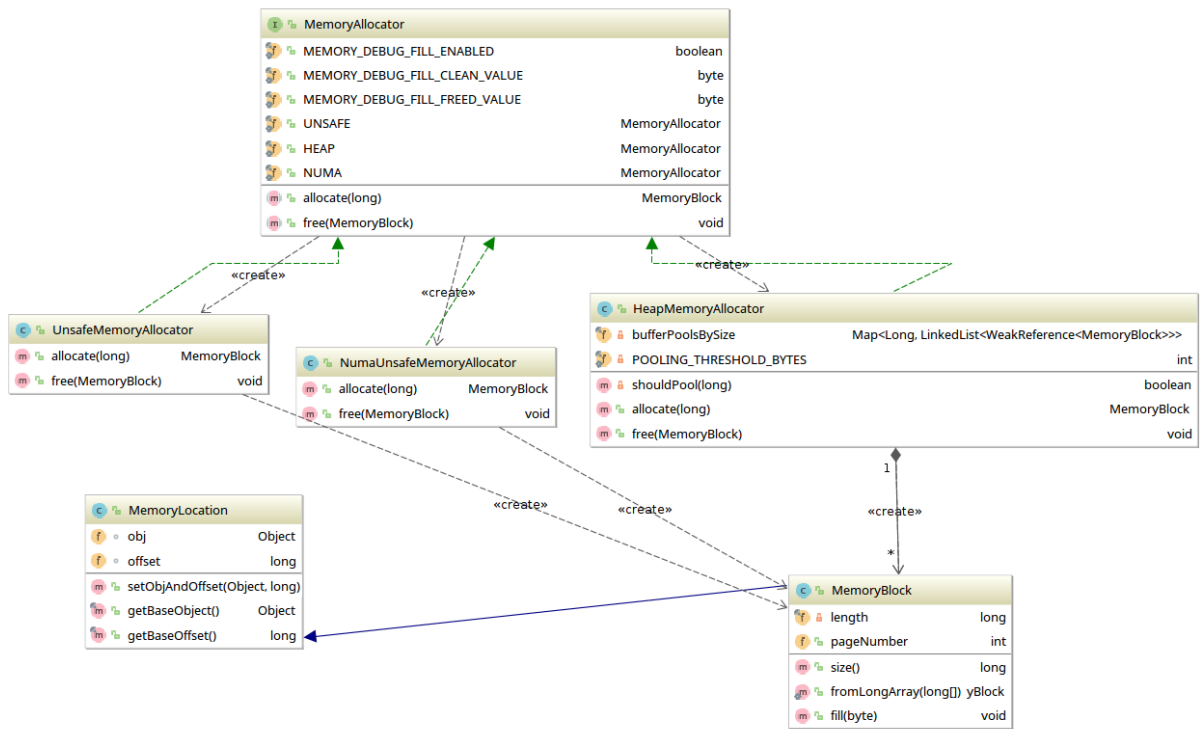 MemoryAllocator
MEMORY_DEBUG_FILL_ENABLED boolean
MEMORY_DEBUG_FILL_CLEAN_VALUE byte
MEMORY_DEBUG_FILL_FREED_VALUE byte
UNSAFE MemoryAllocator
HEAP MemoryAllocator
NUMA MemoryAllocator
allocate(long) MemoryBlock
free(MemoryBlock) void
«create»
«create»
«create»
UnsafeMemoryAllocator
allocate(long) MemoryBlock
free(MemoryBlock) void
NumaUnsafeMemoryAllocator
allocate(long) MemoryBlock
free(MemoryBlock) void
HeapMemoryAllocator
bufferPoolsBySize Map<Long, LinkedList<WeakReference<MemoryBlock>>>
POOLING_THRESHOLD_BYTES int
shouldPool(long) boolean
allocate(long) MemoryBlock
free(MemoryBlock) void
1
«create»
«create»
«create»
*
MemoryLocation
obj Object
offset long
setObjAndOffset(Object, long)
getBaseObject() Object
getBaseOffset() long
MemoryBlock
length long
pageNumber int
size() long
fromLongArray(long[]) yBlock
fill(byte) void